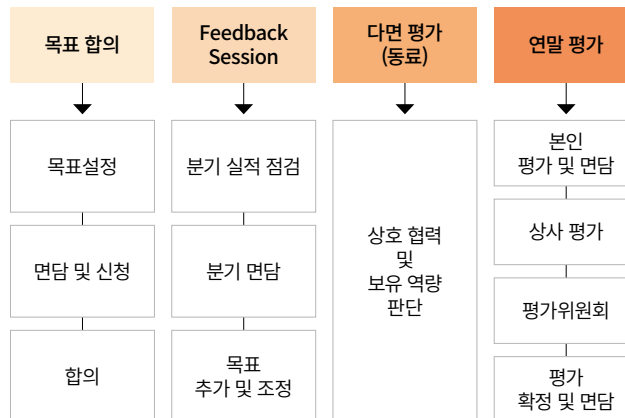 목표 합의
목표설정
면담 및 신청
합의
Feedback
Session
분기 실적 점검
분기 면담
목표
추가 및 조정
다면 평가
(동료)
상호 협력
및
보유 역량
판단
연말 평가
본인
평가 및 면담
상사 평가
평가위원회
평가
확정 및 면담